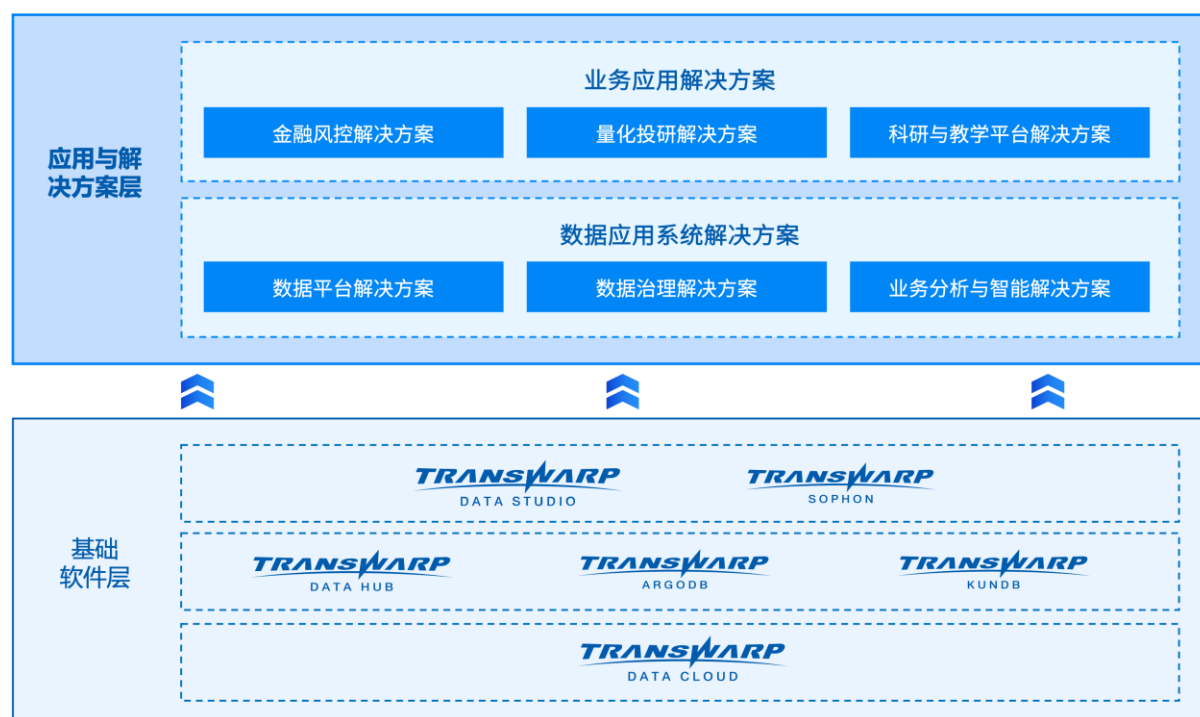 业务应用解决方案
金融风控解决方案
量化投研解决方案
科研与教学平台解决方案
应用与解
决方案层
数据应用系统解决方案
数据平台解决方案
数据治理解决方案
业务分析与智能解决方案
TRANSWARP
DATA STUDIO
TRANSWARP
SOPHON
基础
软件层
TRANSWARP
DATA HUB
TRANSWARP
ARGODB
TRANSWARP
KUNDB
TRANSWARP
DATA CLOUD